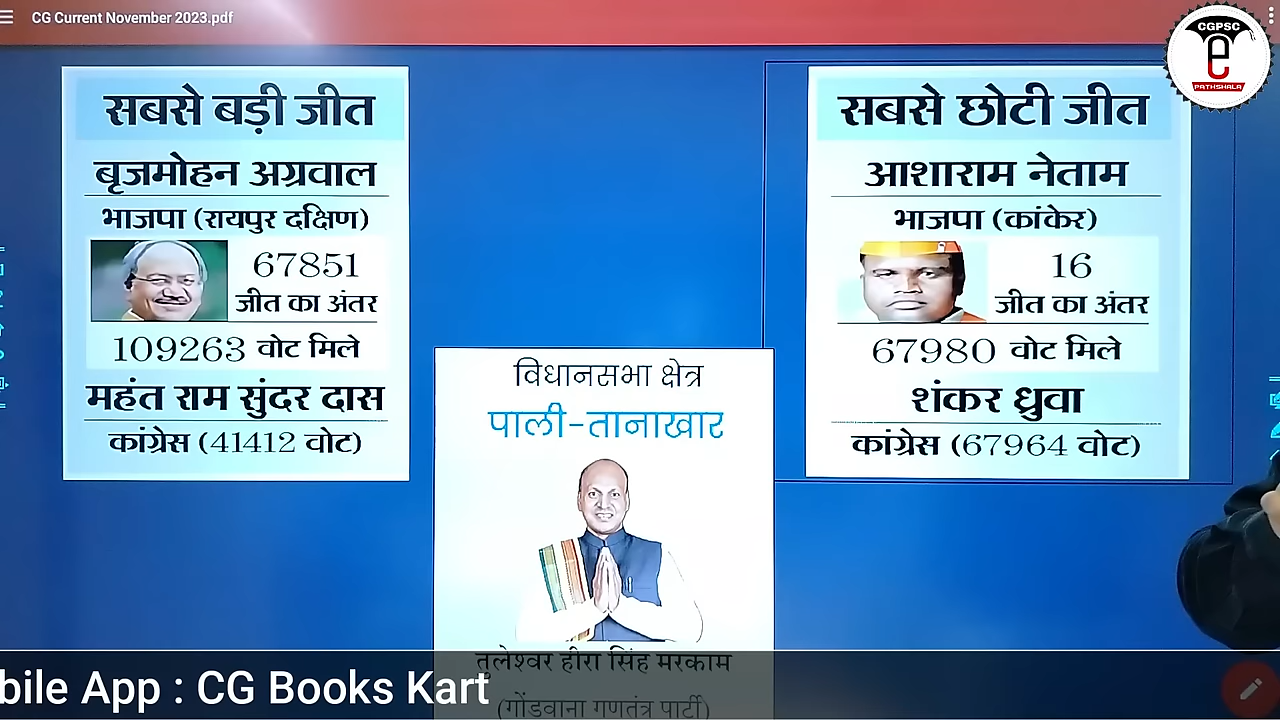 CG Current November 2023.pdf
CGPSC
e
PATHSHALA
सबसे बड़ी जीत
बृजमोहन अग्रवाल
भाजपा (रायपुर दक्षिण)
67851
जीत का अंतर
109263 वोट मिले
महंत राम सुंदर दास
कांग्रेस (41412 वोट)
सबसे छोटी जीत
आशाराम नेताम
भाजपा (कांकेर)
16
जीत का अंतर
67980 वोट मिले
शंकर ध्रुवा
कांग्रेस (67964 वोट)
विधानसभा क्षेत्र
पाली-तानाखार
तुलेश्वर हीरा सिंह मरकाम
(गोंडवाना गणतंत्र पार्टी)
bile App : CG Books Kart